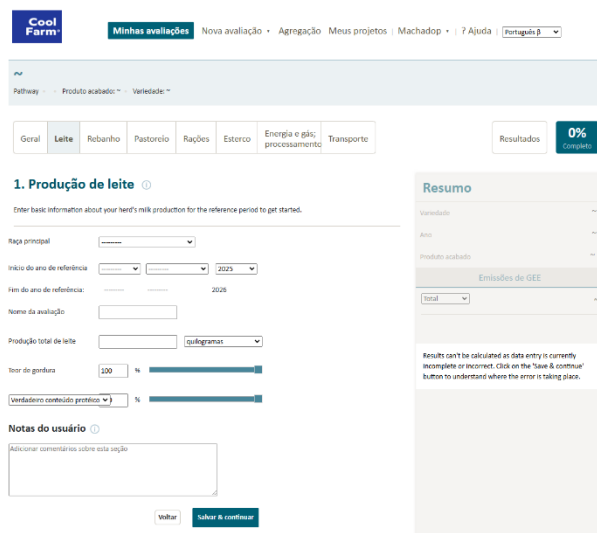 Cool
Farm
Minhas avaliações Nova avaliação Agregação Meus projetos | Machadop | ? Ajuda | Português β
~
Pathway - - Produto acabado: ~ - Variedade: ~
Geral Leite Rebanho Pastoreio Rações Esterco Energia e gás; processamento Transporte Resultados 0% Completo
1. Produção de leite
Enter basic information about your herd's milk production for the reference period to get started.
Raça principal ---------
Início do ano de referência --------- --------- 2025
Fim do ano de referência: --------- --------- 2026
Nome da avaliação
Produção total de leite quilogramas
Teor de gordura 100 %
Verdadeiro conteúdo protéico %
Notas do usuário
Adicionar comentários sobre esta seção
Voltar Salvar & continuar
Resumo
Variedade ~
Ano ~
Produto acabado ~
Emissões de GEE
Total ~
Results can't be calculated as data entry is currently
incomplete or incorrect. Click on the 'Save & continue'
button to understand where the error is taking place.